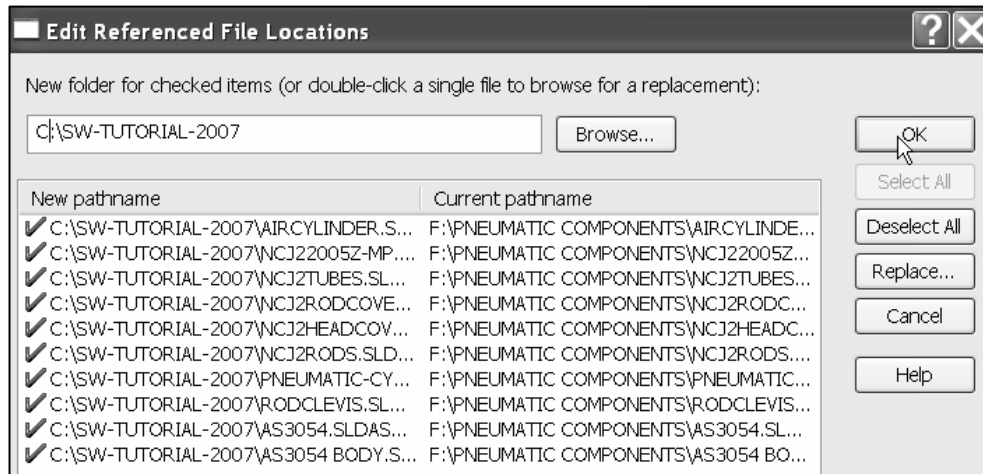 Edit Referenced File Locations
New folder for checked items (or double-click a single file to browse for a replacement):
C:\SW-TUTORIAL-2007
Browse...
OK
Select All
Deselect All
Replace...
Cancel
Help
New pathname Current pathname
C:\SW-TUTORIAL-2007\AIRCYLINDER.S... F:\PNEUMATIC COMPONENTS\AIRCYLINDE...
C:\SW-TUTORIAL-2007\NCJ22005Z-MP.... F:\PNEUMATIC COMPONENTS\NCJ22005Z...
C:\SW-TUTORIAL-2007\NCJ2TUBES.SL... F:\PNEUMATIC COMPONENTS\NCJ2TUBES...
C:\SW-TUTORIAL-2007\NCJ2RODCOVE... F:\PNEUMATIC COMPONENTS\NCJ2RODC...
C:\SW-TUTORIAL-2007\NCJ2HEADCOV... F:\PNEUMATIC COMPONENTS\NCJ2HEADC...
C:\SW-TUTORIAL-2007\NCJ2RODS.SLD... F:\PNEUMATIC COMPONENTS\NCJ2RODS....
C:\SW-TUTORIAL-2007\PNEUMATIC-CY... F:\PNEUMATIC COMPONENTS\PNEUMATIC...
C:\SW-TUTORIAL-2007\RODCLEVIS.SL... F:\PNEUMATIC COMPONENTS\RODCLEVIS...
C:\SW-TUTORIAL-2007\AS3054.SLDAS... F:\PNEUMATIC COMPONENTS\AS3054.SL...
C:\SW-TUTORIAL-2007\AS3054 BODY.S... F:\PNEUMATIC COMPONENTS\AS3054 BO...